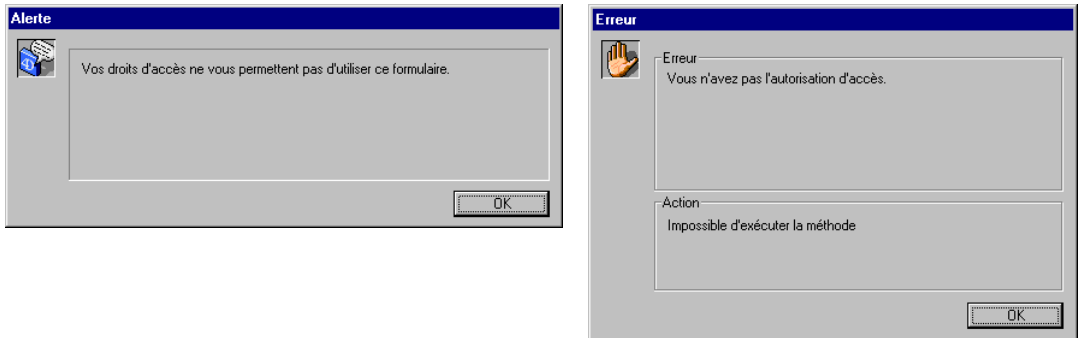 Alerte
Vos droits d'accès ne vous permettent pas d'utiliser ce formulaire.
OK
Erreur
Erreur
Vous n'avez pas l'autorisation d'accès.
Action
Impossible d'exécuter la méthode
OK